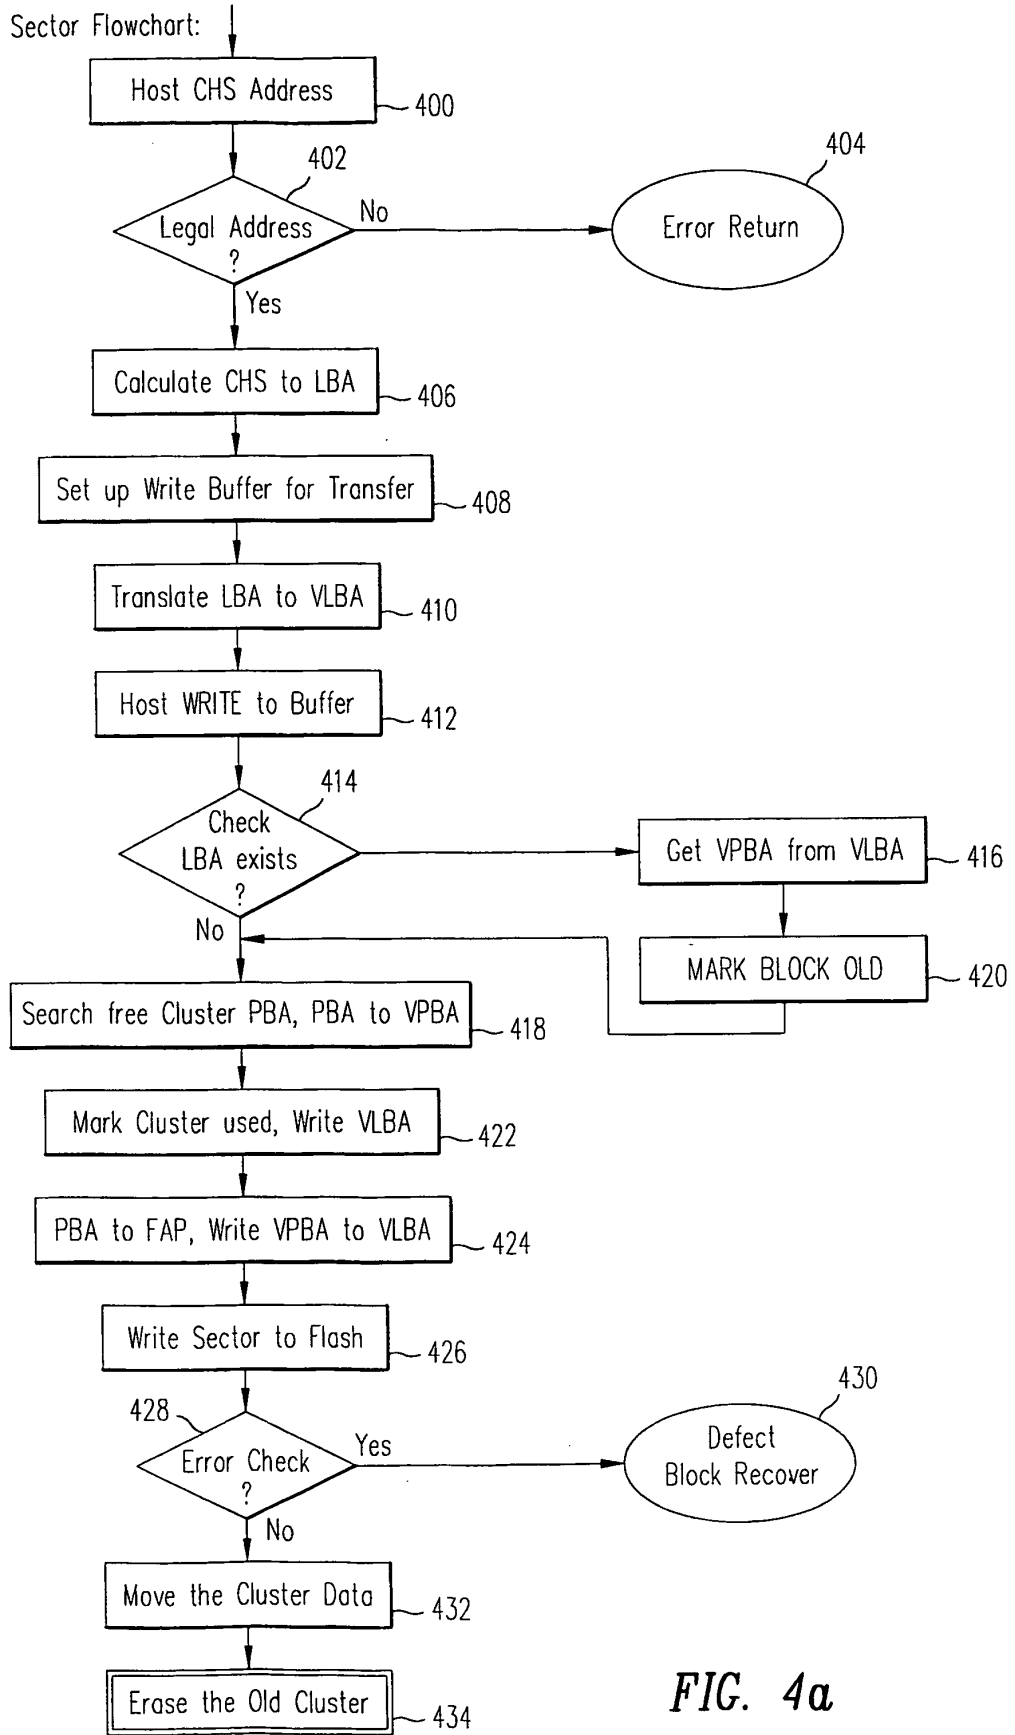 Sector Flowchart:
Host CHS Address
400
402
404
Legal Address
?
No
Error Return
Yes
Calculate CHS to LBA
406
Set up Write Buffer for Transfer
408
Translate LBA to VLBA
410
Host WRITE to Buffer
412
414
Check
LBA exists
?
Get VPBA from VLBA
416
No
MARK BLOCK OLD
420
Search free Cluster PBA, PBA to VPBA
418
Mark Cluster used, Write VLBA
422
PBA to FAP, Write VPBA to VLBA
424
Write Sector to Flash
426
428
430
Error Check
?
Yes
Defect
Block Recover
No
Move the Cluster Data
432
Erase the Old Cluster
434
FIG. 4a